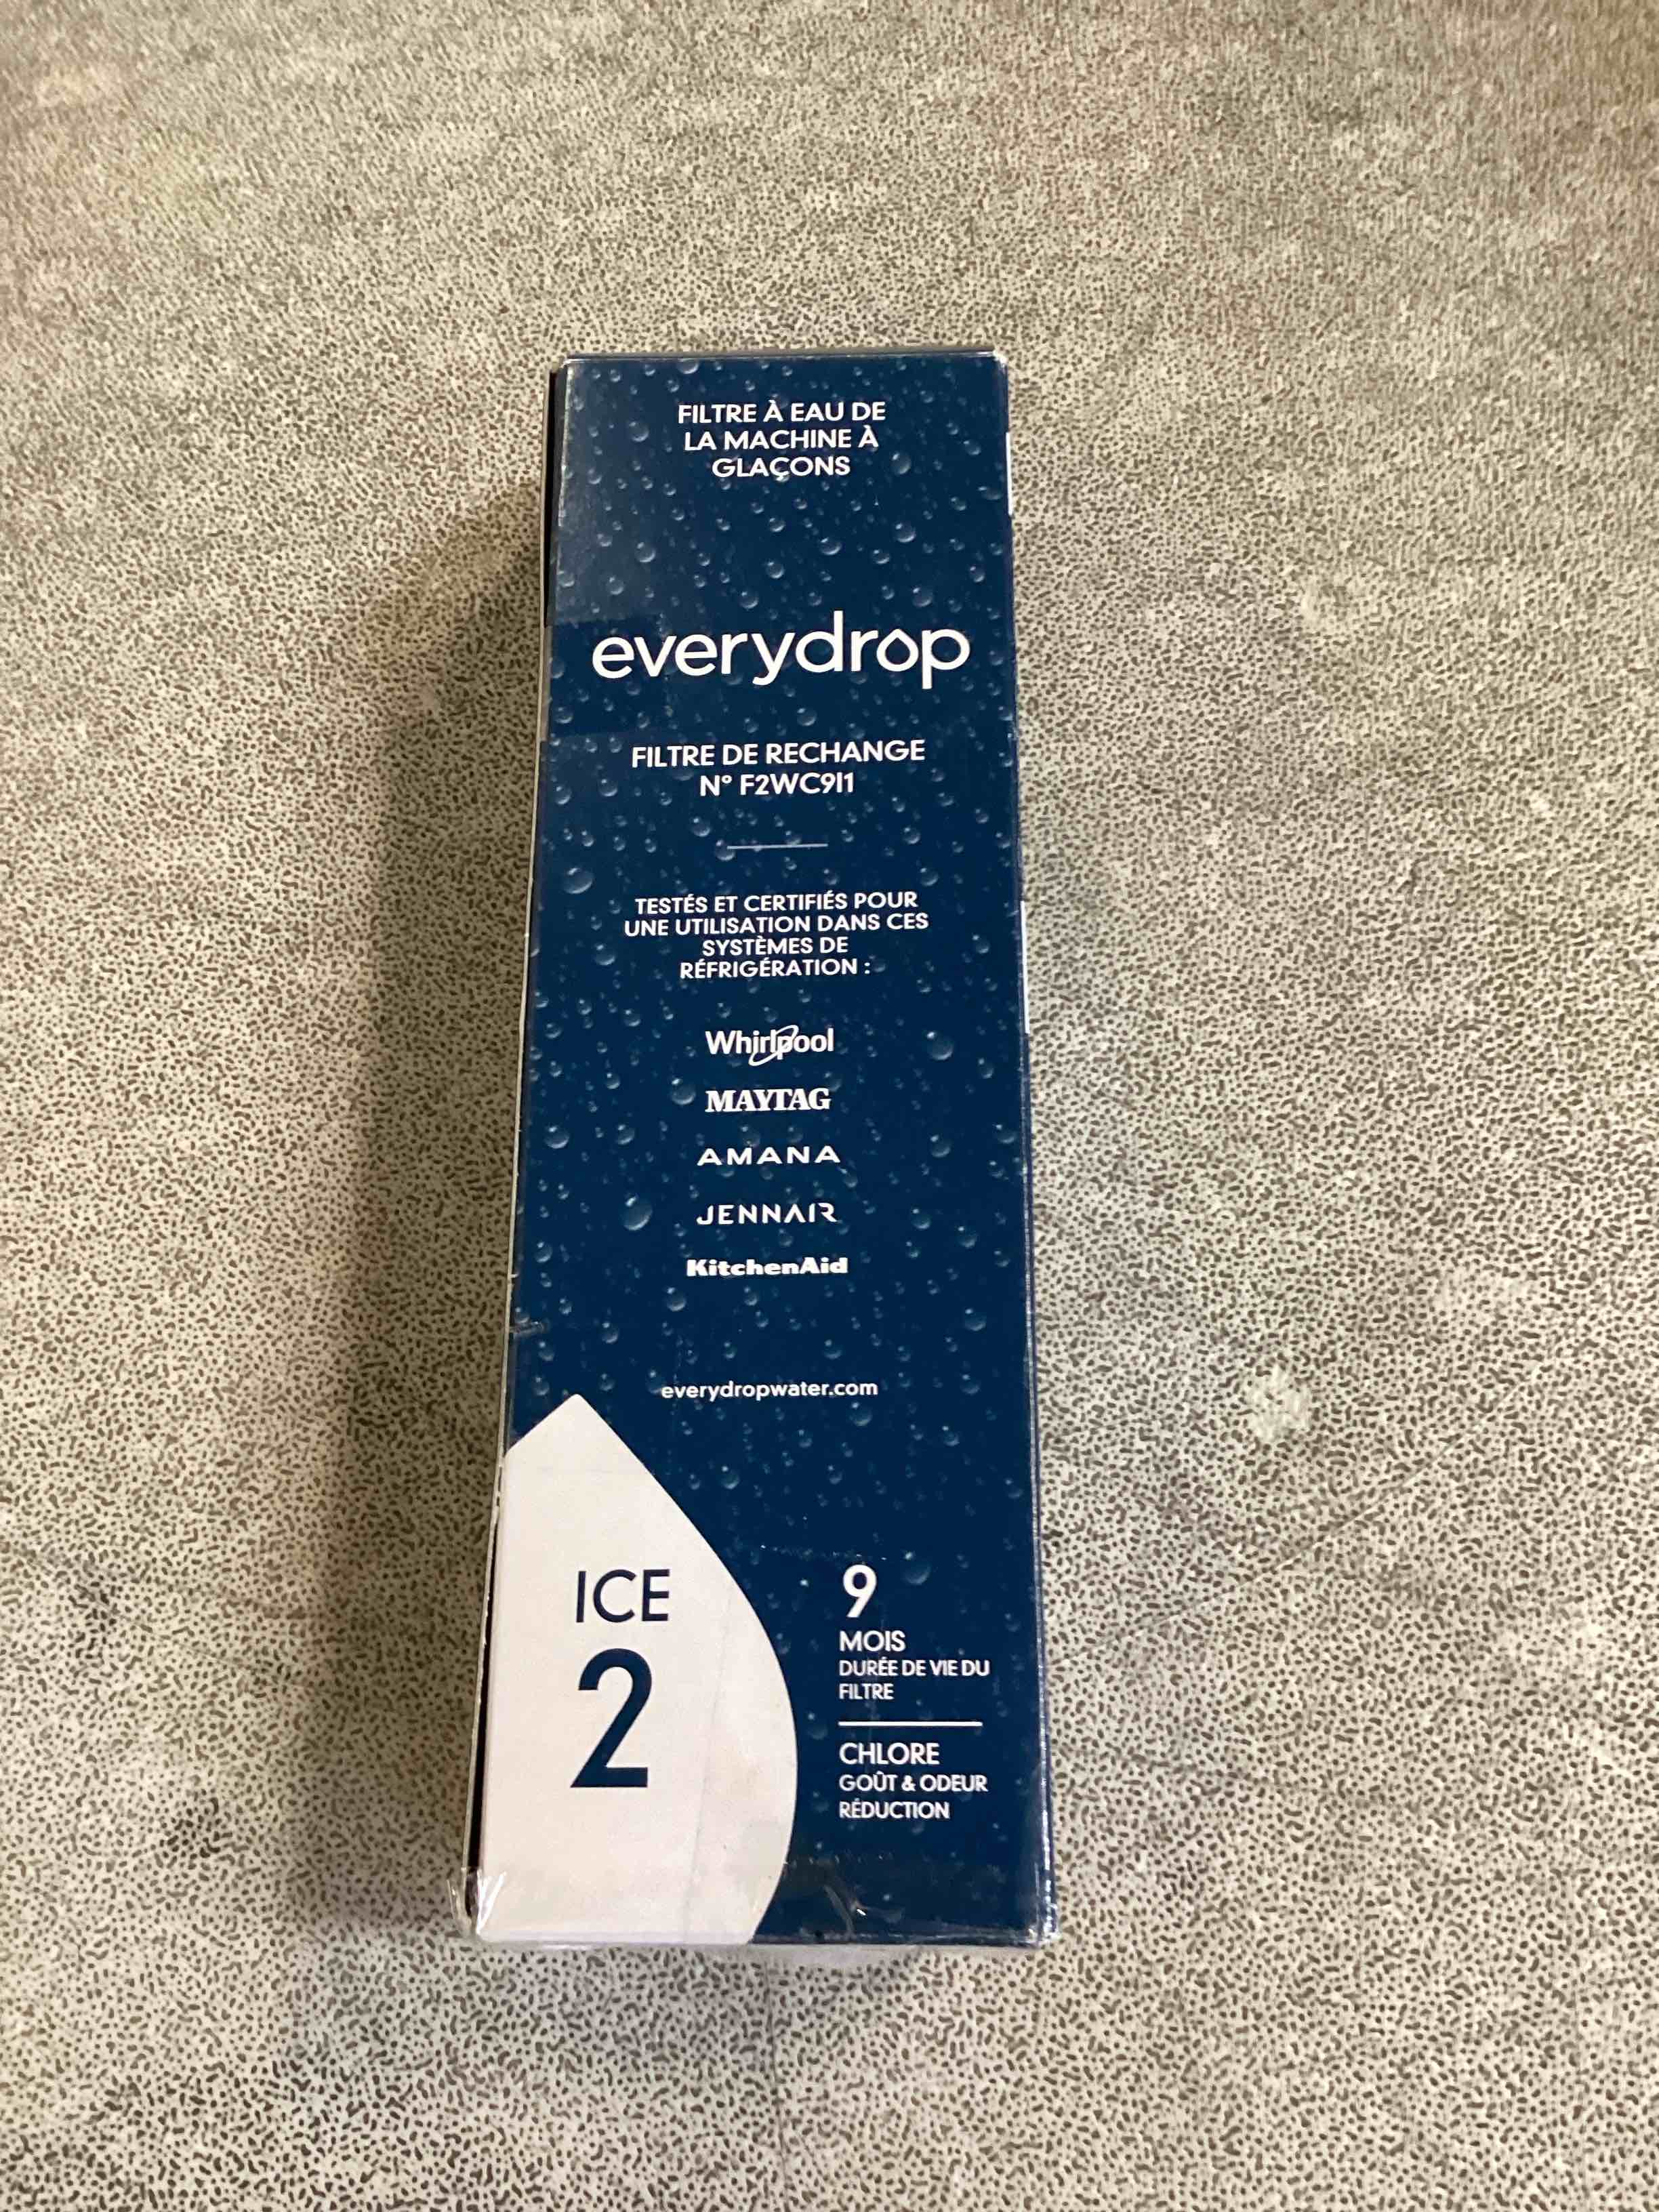 FILTRE À EAU DE
LA MACHINE À
GLAÇONS
everydrop
FILTRE DE RECHANGE
N° F2WC9I1
TESTÉS ET CERTIFIÉS POUR
UNE UTILISATION DANS CES
SYSTÈMES DE
RÉFRIGÉRATION :
Whirlpool
MAYTAG
AMANA
JENNAIR
KitchenAid
everydropwater.com
ICE
2
9
MOIS
DURÉE DE VIE DU
FILTRE
CHLORE
GOÛT & ODEUR
RÉDUCTION